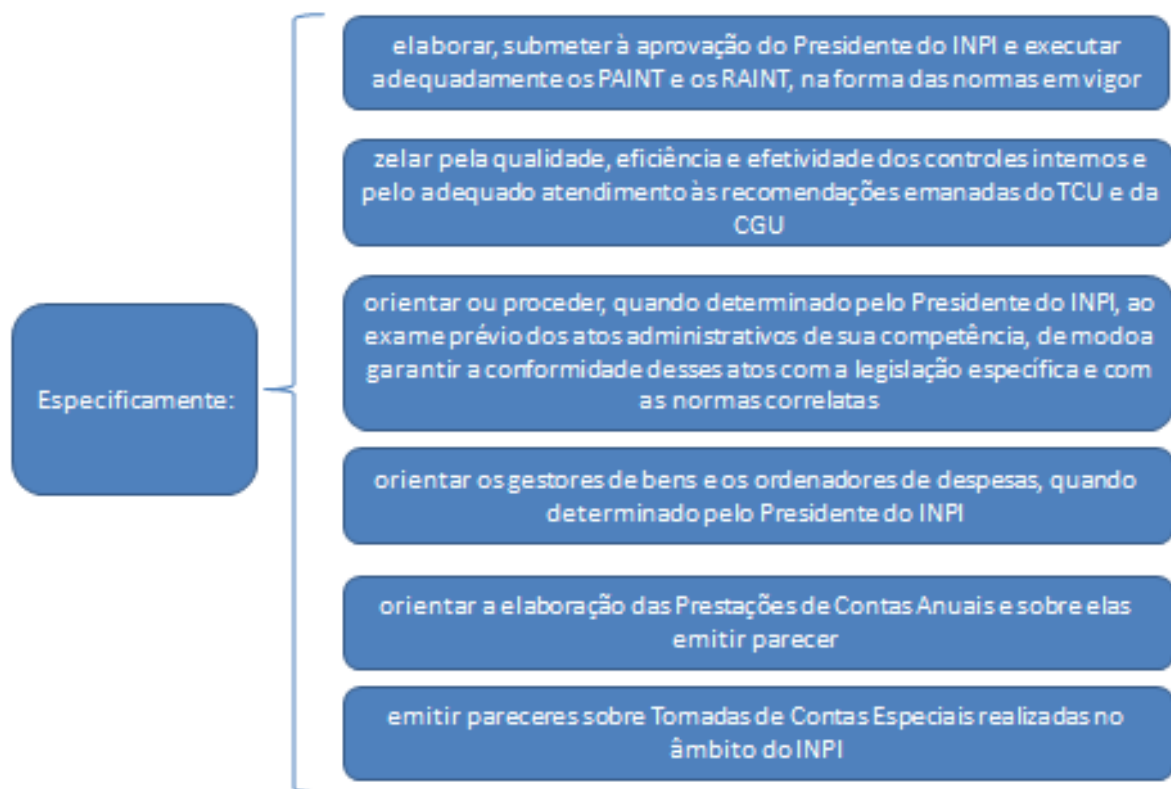 elaborar, submeter à aprovação do Presidente do INPI e executar
adequadamente os PAINT e os RAINT, na forma das normas em vigor
zelar pela qualidade, eficiência e efetividade dos controles internos e
pelo adequado atendimento às recomendações emanadas do TCU e da
CGU
Especificamente:
orientar ou proceder, quando determinado pelo Presidente do INPI, ao
exame prévio dos atos administrativos de sua competência, de modo a
garantir a conformidade desses atos com a legislação específica e com
as normas correlatas
orientar os gestores de bens e os ordenadores de despesas, quando
determinado pelo Presidente do INPI
orientar a elaboração das Prestações de Contas Anuais e sobre elas
emitir parecer
emitir pareceres sobre Tomadas de Contas Especiais realizadas no
âmbito do INPI